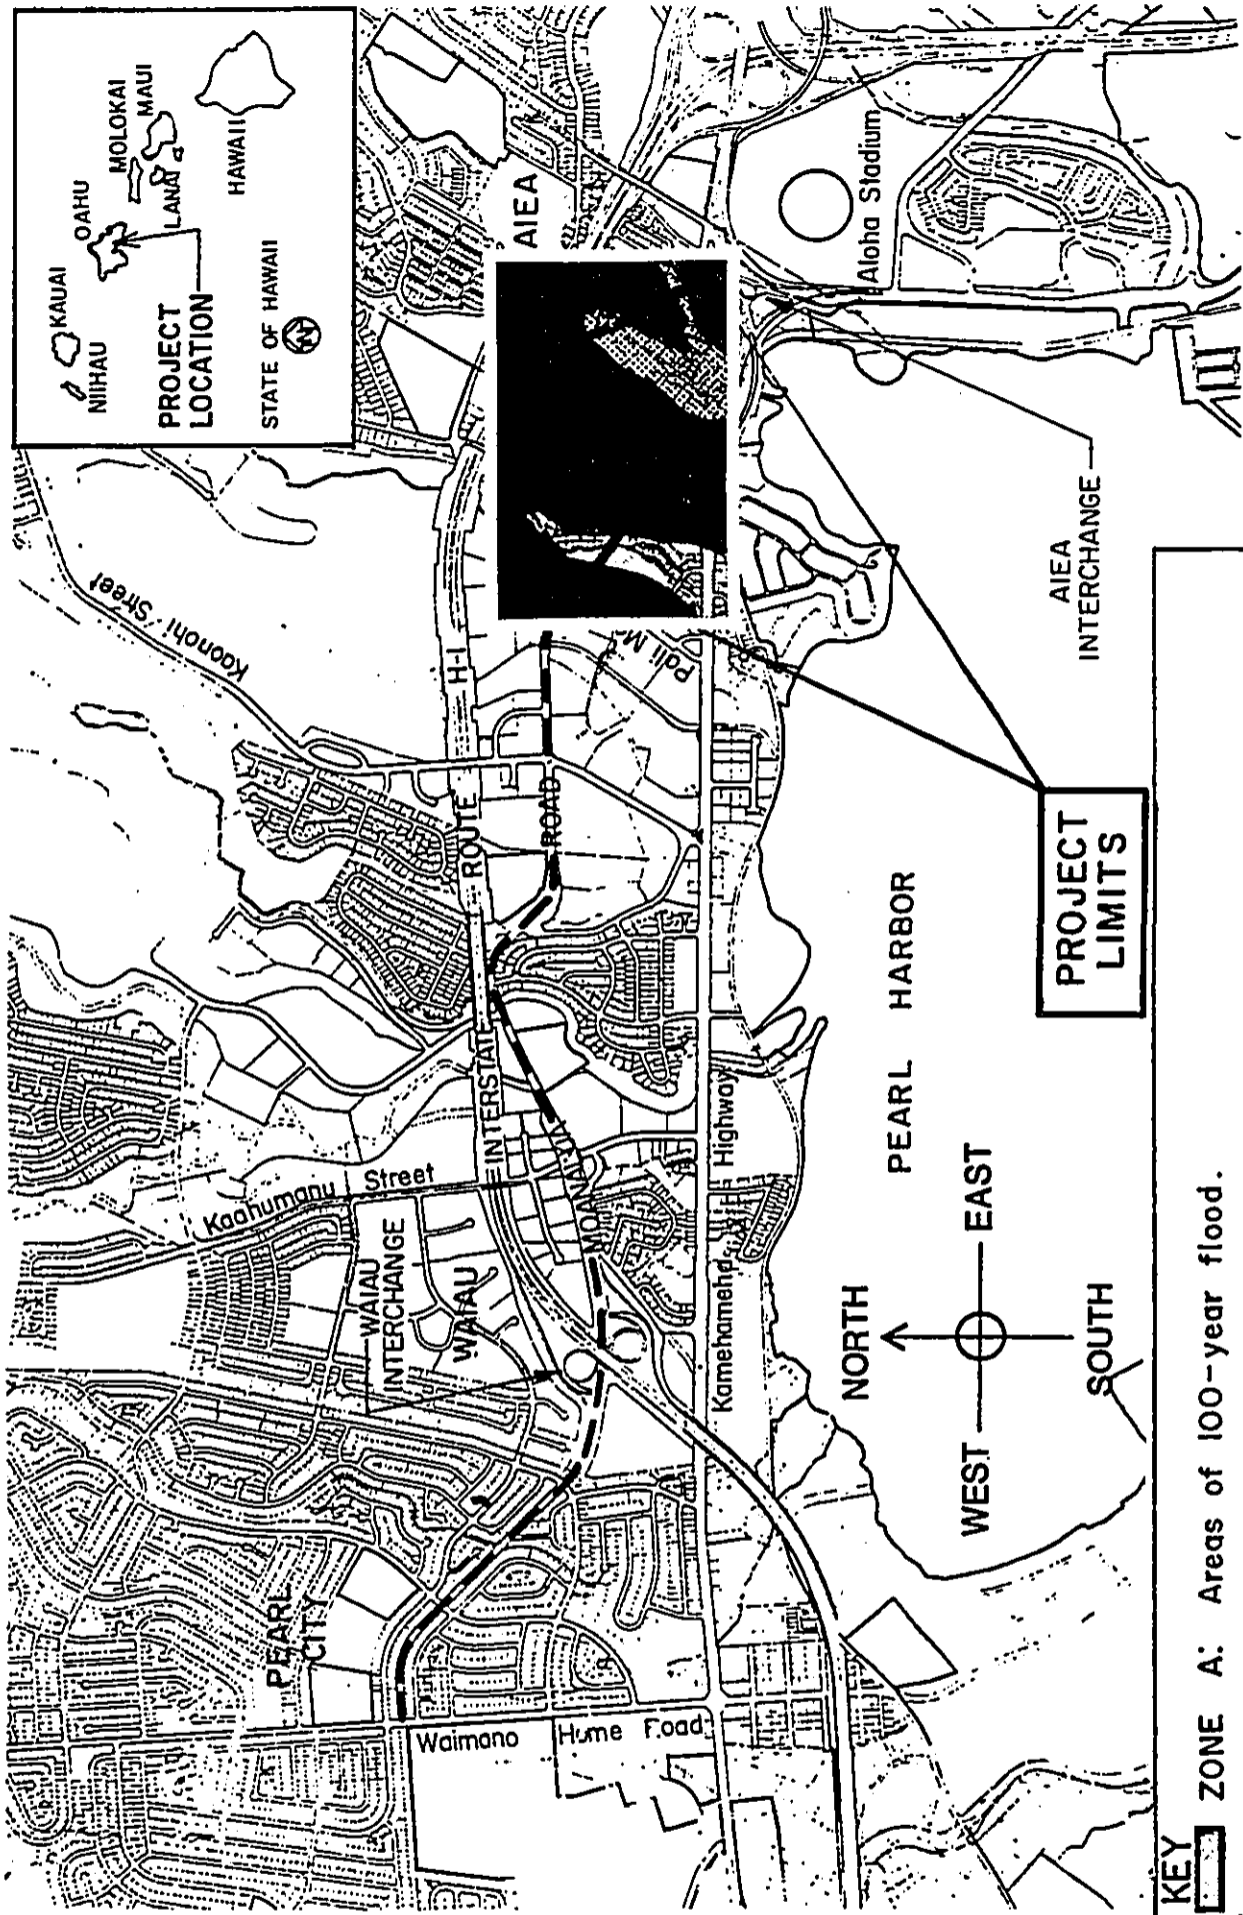 NIIHAU
KAUAI
OAHU
MOLOKAI
MAUI
LANAI
HAWAII
PROJECT
LOCATION
STATE OF HAWAII
N
AIEA
Aloha Stadium
AIEA
INTERCHANGE
Kaonohi Street
INTERSTATE ROUTE H-1
MOANALUA ROAD
Pali M
Kaahumanu Street
WAIAU
INTERCHANGE
WAIAU
PEARL
CITY
Waimano Home Road
Kamehameha Highway
PEARL HARBOR
PROJECT
LIMITS
NORTH
WEST
EAST
SOUTH
KEY
ZONE A: Areas of 100-year flood.